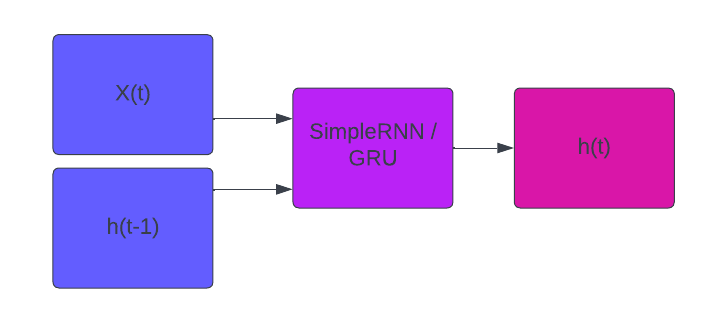 X(t)
h(t-1)
SimpleRNN /
GRU
h(t)